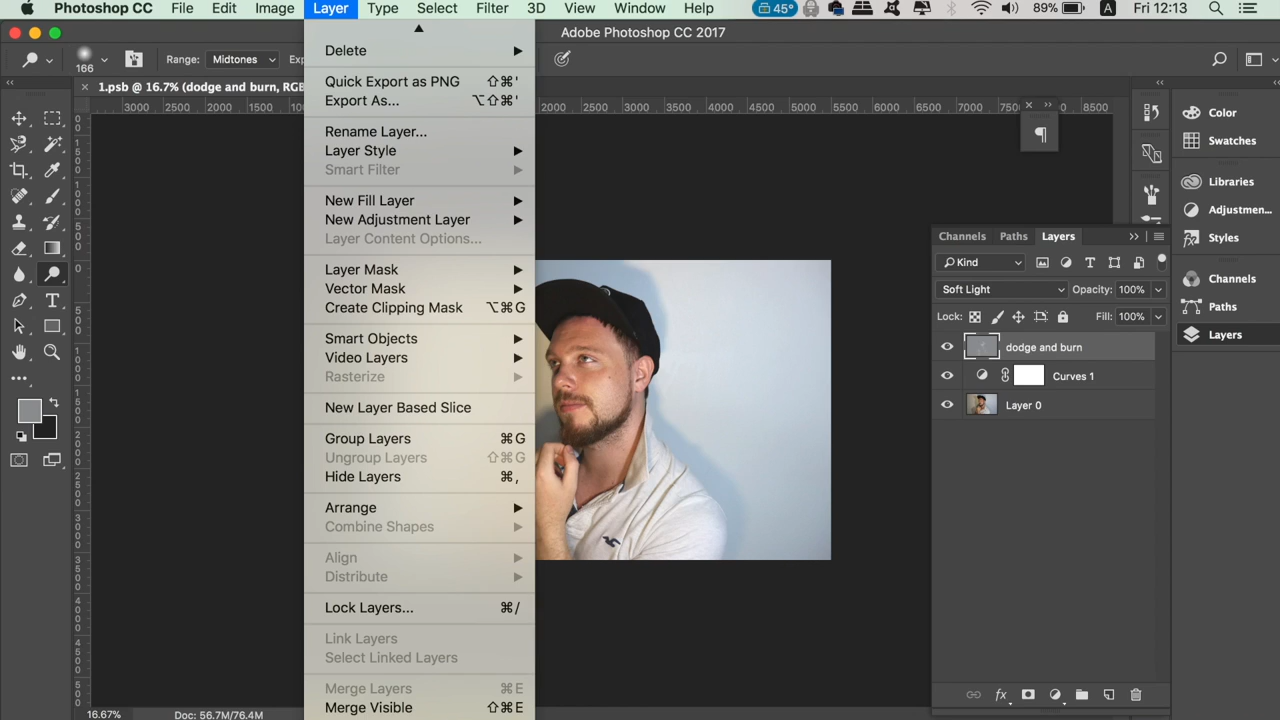 Photoshop CC File Edit Image Layer Type Select Filter 3D View Window Help 45° 89% A Fri 12:13
Adobe Photoshop CC 2017
166 Range: Midtones Exp
1.psb @ 16.7% (dodge and burn, RGB
3000 2500 2000 1500 10 2000 2500 3000 3500 4000 4500 5000 5500 6000 6500 7000 7500 8000 8500
Delete
Quick Export as PNG ⇧⌘'
Export As... ⌥⇧⌘'
Rename Layer...
Layer Style
Smart Filter
New Fill Layer
New Adjustment Layer
Layer Content Options...
Layer Mask
Vector Mask
Create Clipping Mask ⌥⌘G
Smart Objects
Video Layers
Rasterize
New Layer Based Slice
Group Layers ⌘G
Ungroup Layers ⇧⌘G
Hide Layers ⌘,
Arrange
Combine Shapes
Align
Distribute
Lock Layers... ⌘/
Link Layers
Select Linked Layers
Merge Layers ⌘E
Merge Visible ⇧⌘E
Color
Swatches
Libraries
Adjustmen...
Styles
Channels
Paths
Layers
Channels Paths Layers
Kind
Soft Light Opacity: 100%
Lock: Fill: 100%
dodge and burn
Curves 1
Layer 0
fx
16.67% Doc: 56.7M/76.4M